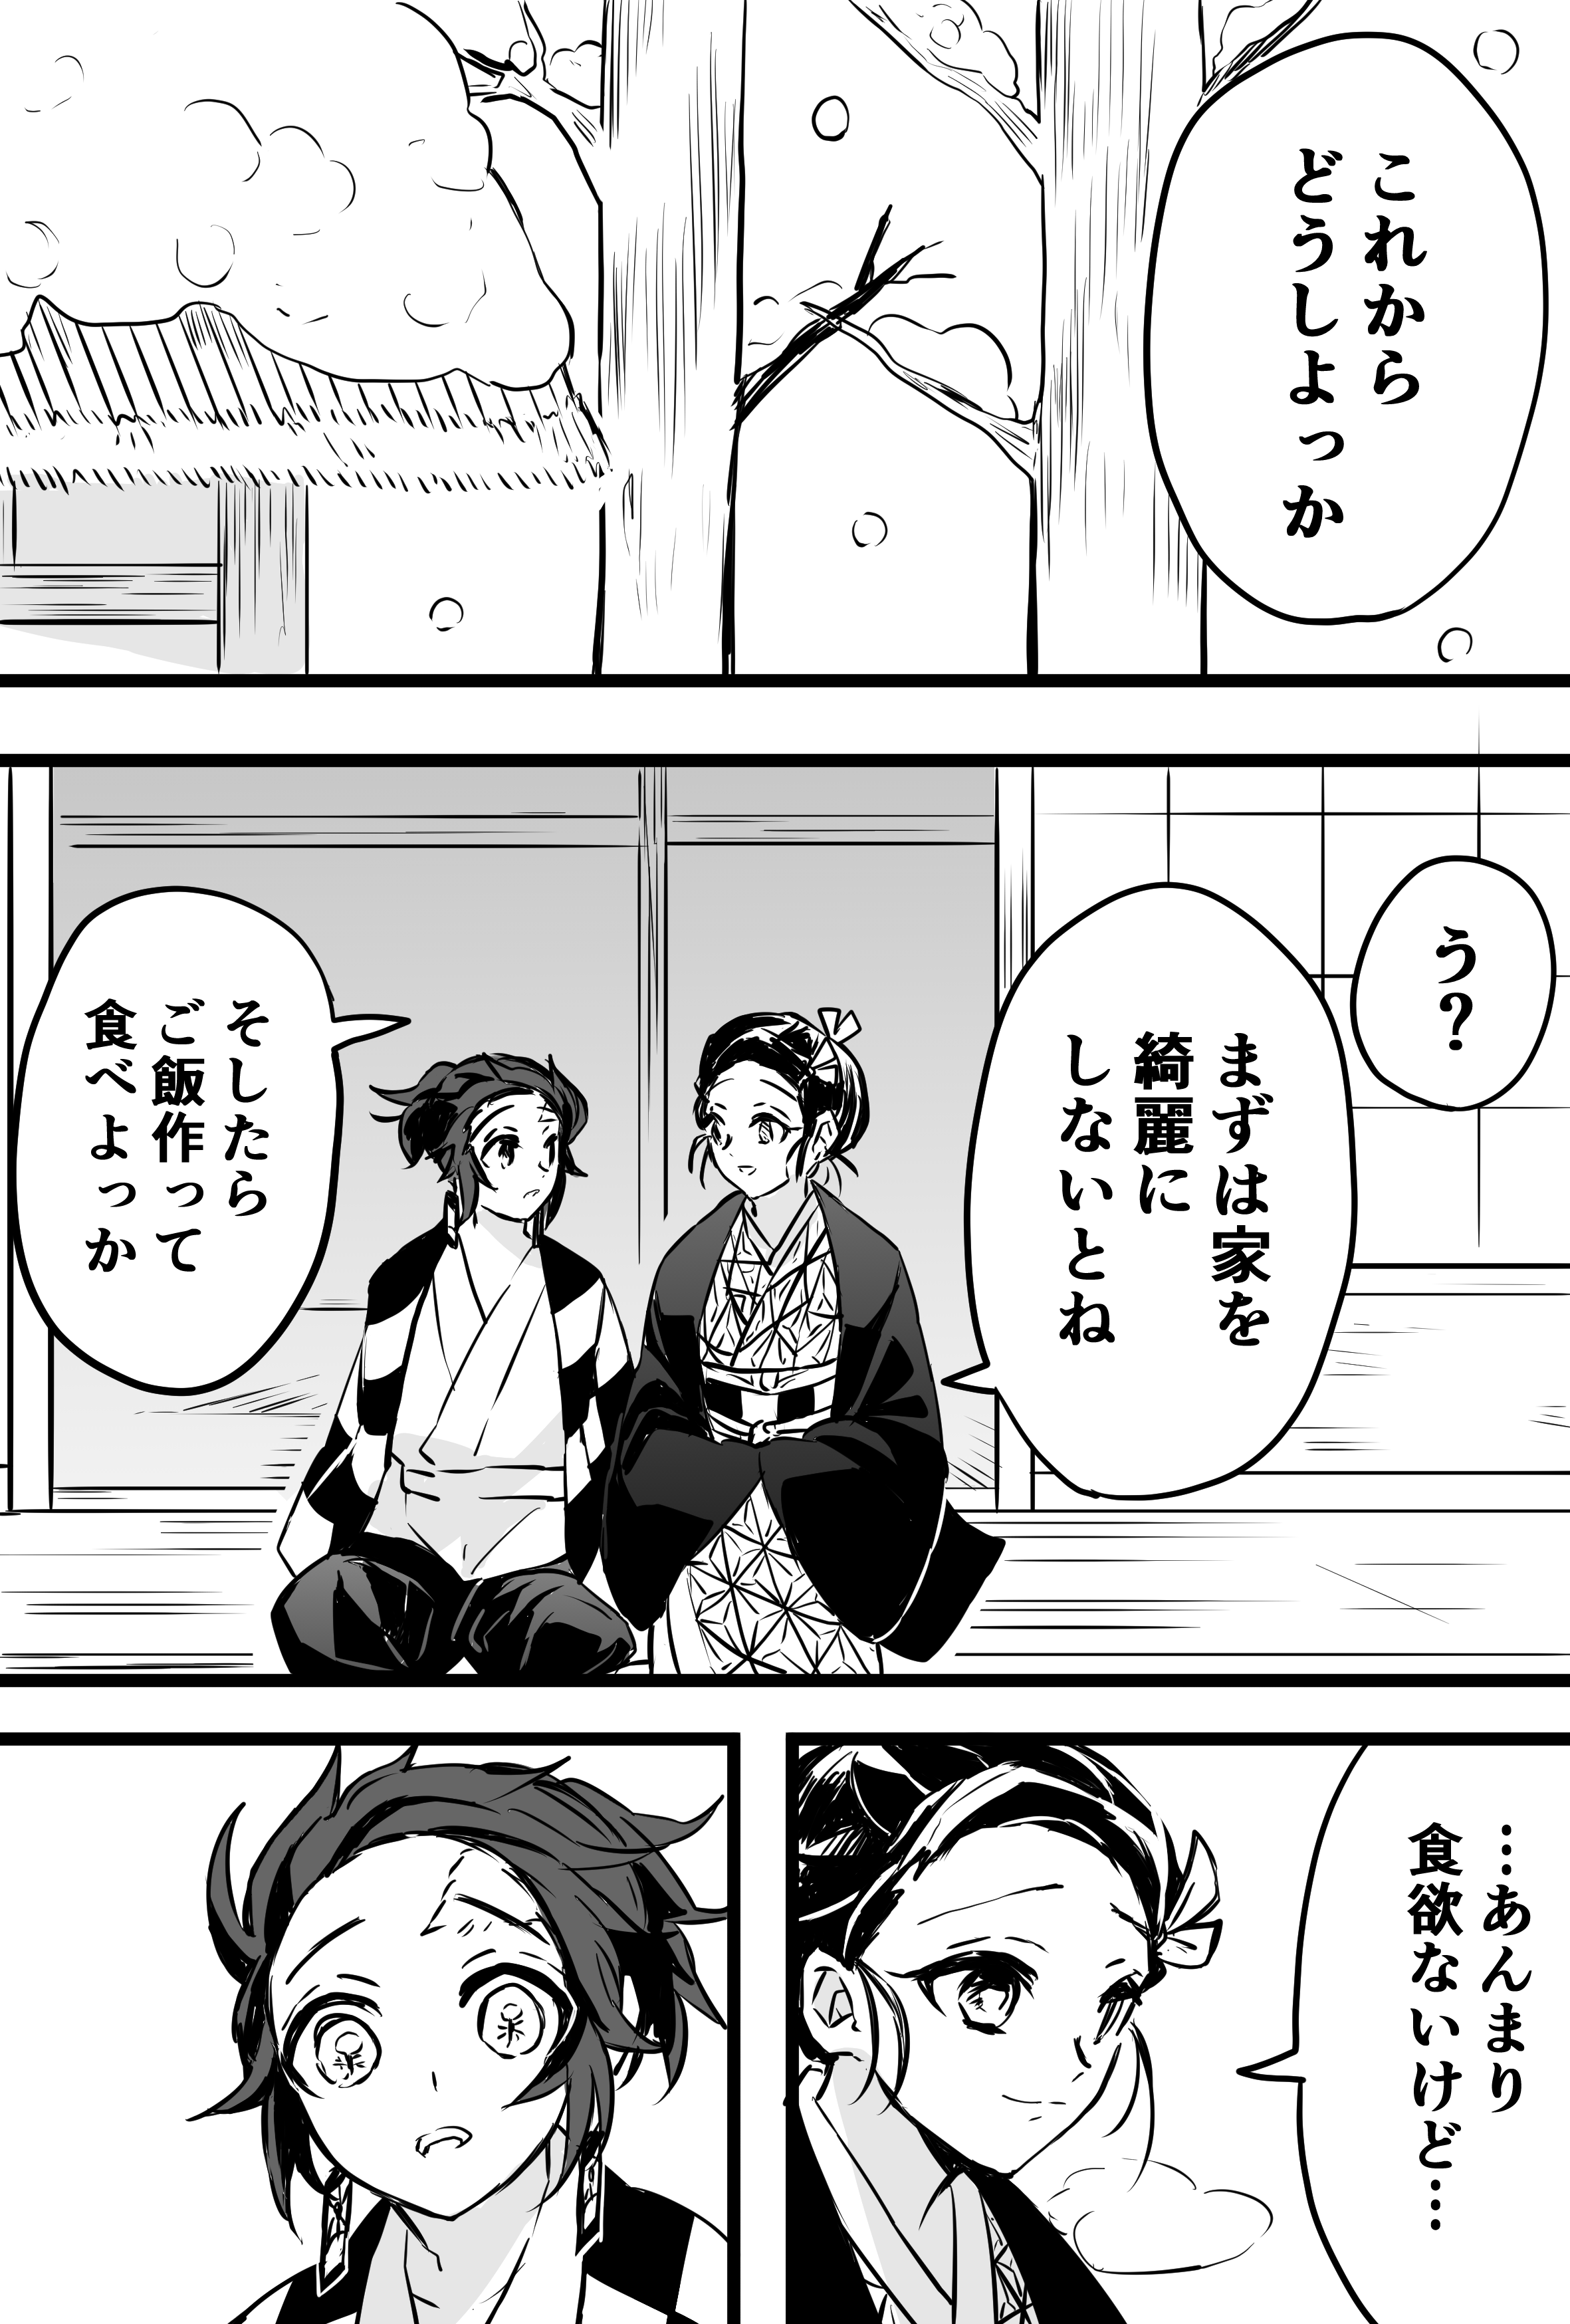 これから
どうしよっか
う?
まずは家を
綺麗に
しないとね
そしたら
ご飯作って
食べよっか
…あんまり
食欲ないけど…